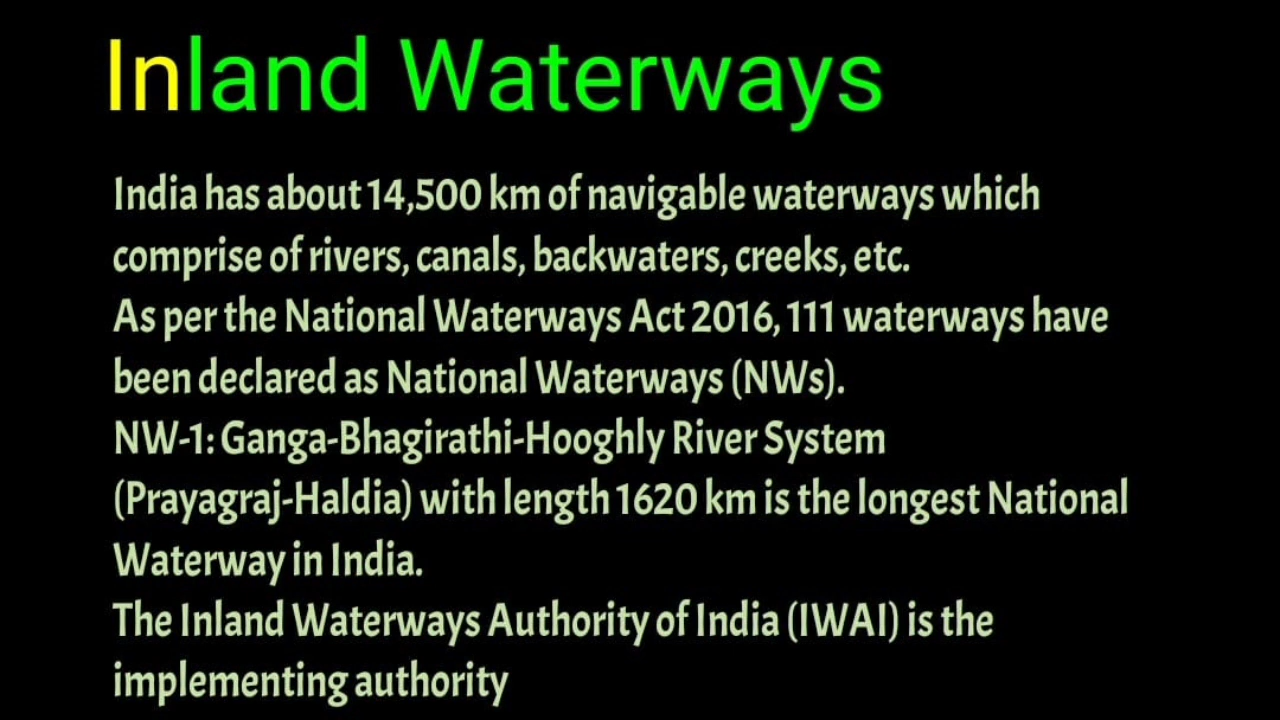 Inland Waterways
India has about 14,500 km of navigable waterways which
comprise of rivers, canals, backwaters, creeks, etc.
As per the National Waterways Act 2016, 111 waterways have
been declared as National Waterways (NWs).
NW-1: Ganga-Bhagirathi-Hooghly River System
(Prayagraj-Haldia) with length 1620 km is the longest National
Waterway in India.
The Inland Waterways Authority of India (IWAI) is the
implementing authority